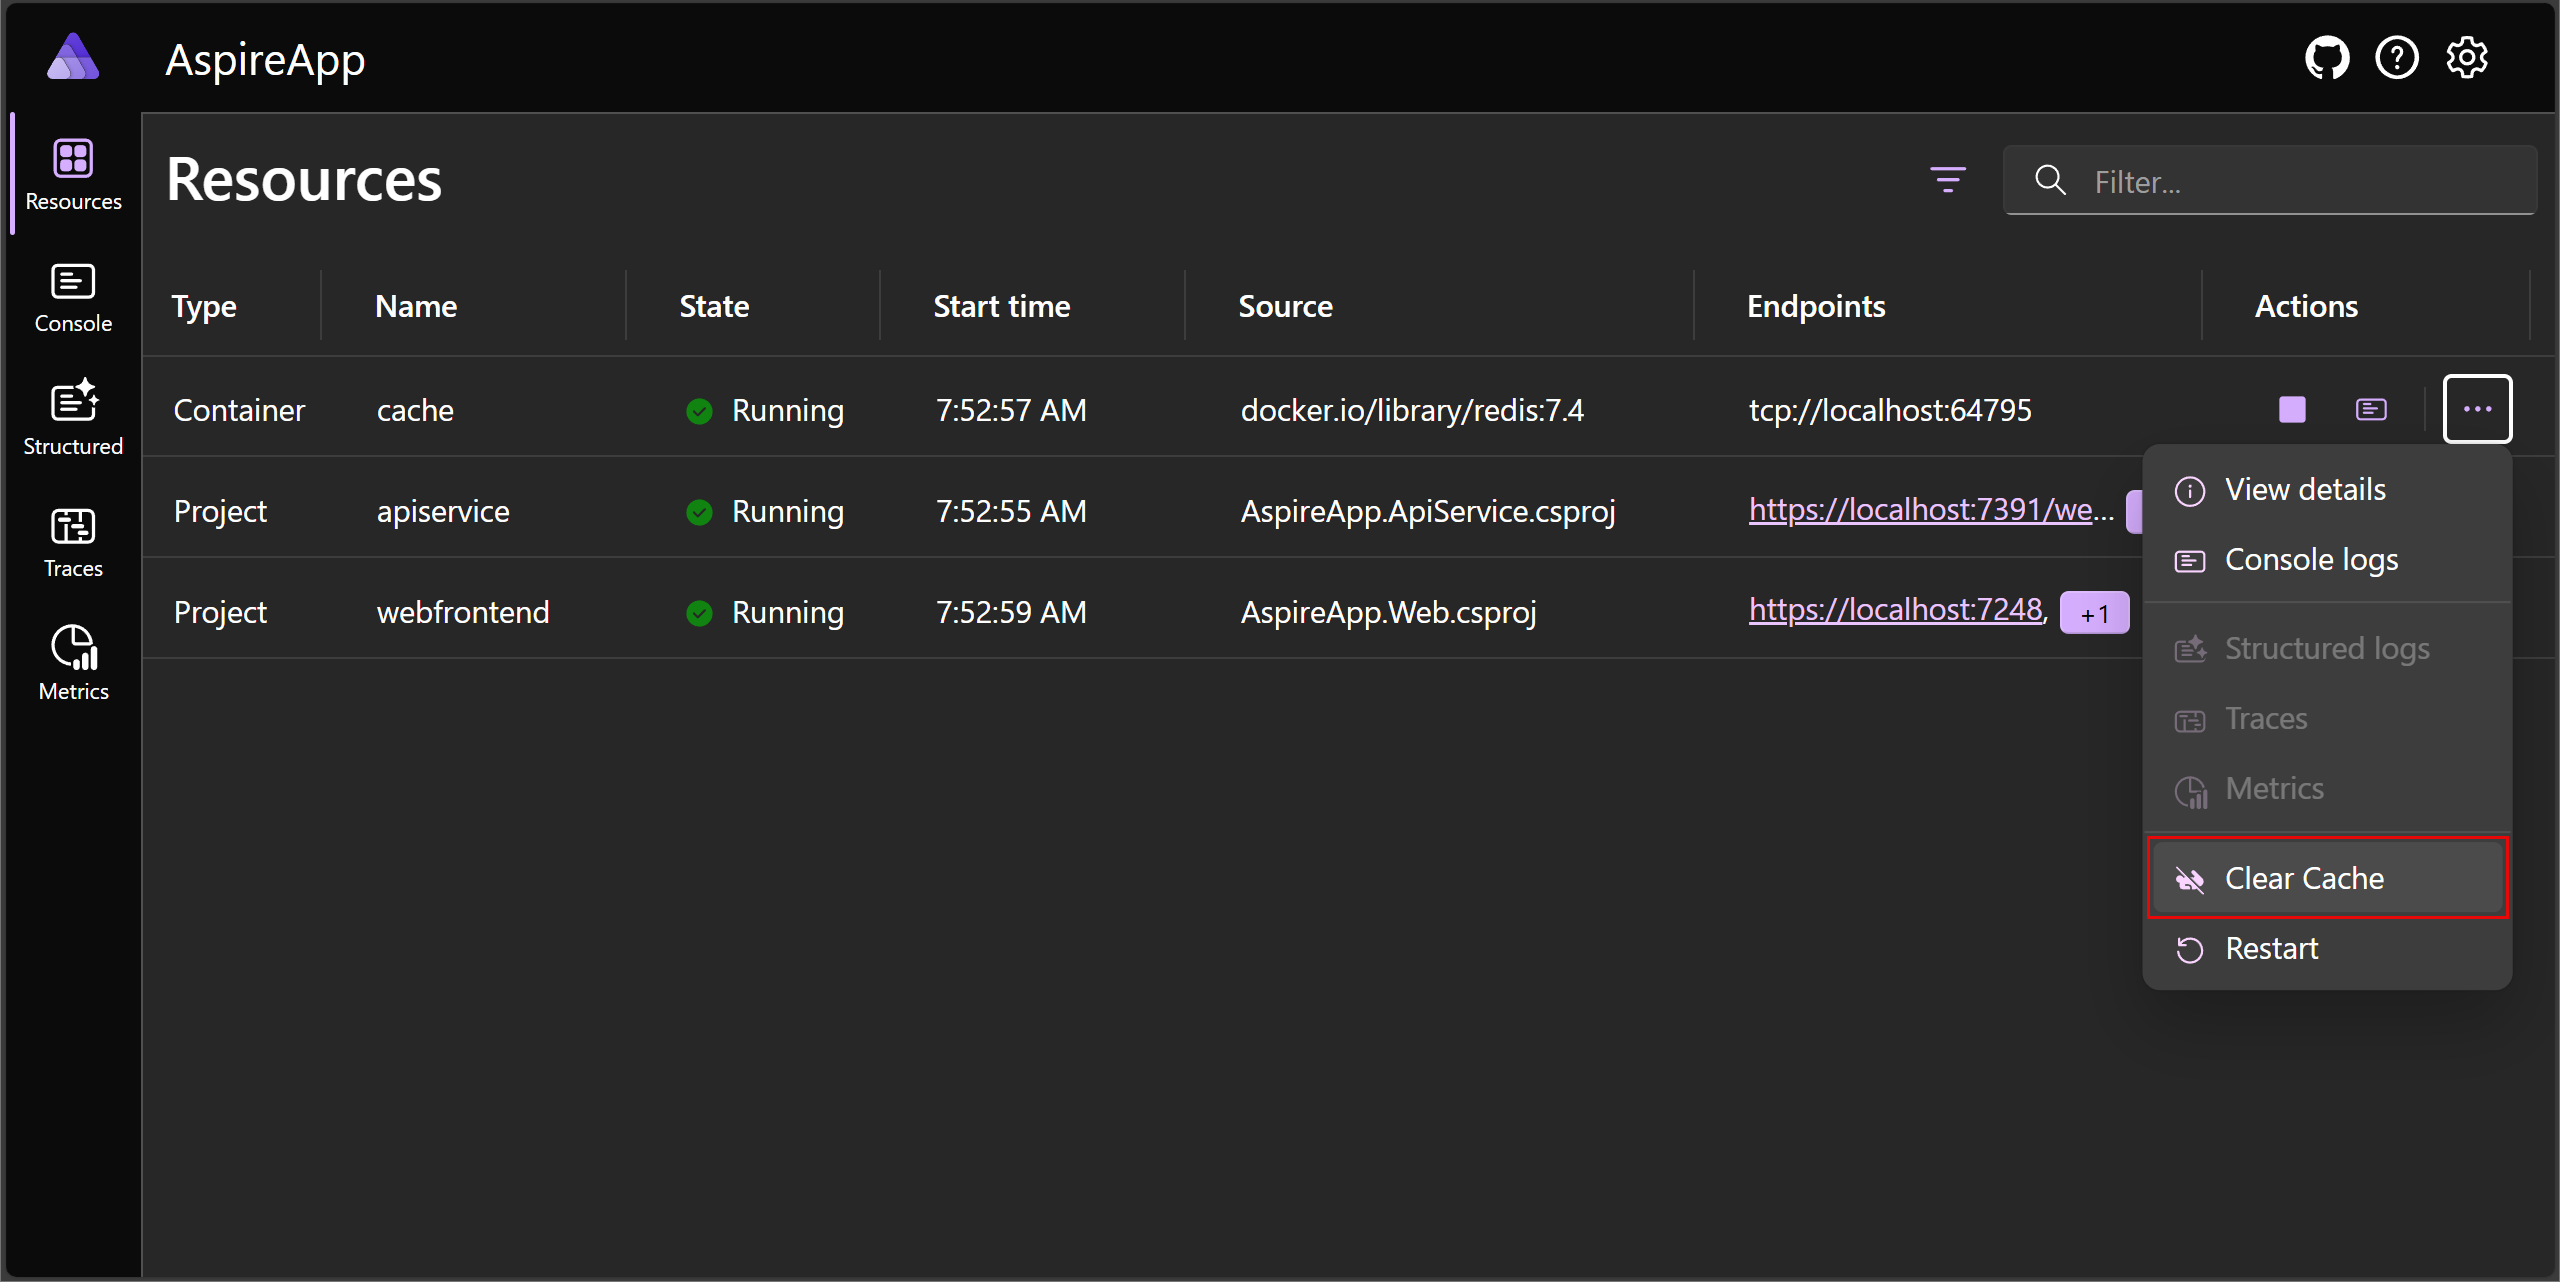 AspireApp
Resources
Console
Structured
Traces
Metrics
Resources
Filter...
Type Name State Start time Source Endpoints Actions
Container cache Running 7:52:57 AM docker.io/library/redis:7.4 tcp://localhost:64795
Project apiservice Running 7:52:55 AM AspireApp.ApiService.csproj https://localhost:7391/we...
Project webfrontend Running 7:52:59 AM AspireApp.Web.csproj https://localhost:7248, +1
View details
Console logs
Structured logs
Traces
Metrics
Clear Cache
Restart